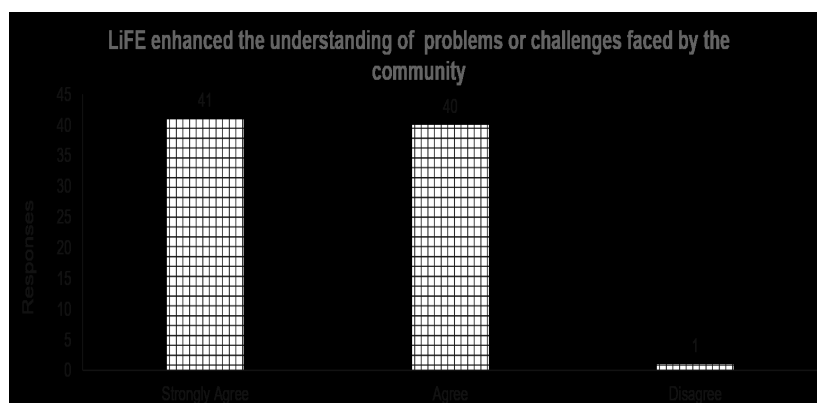 LiFE enhanced the understanding of problems or challenges faced by the
community
45
40
35
30
25
20
15
10
5
0
Responses
41
40
1
Strongly Agree
Agree
Disagree